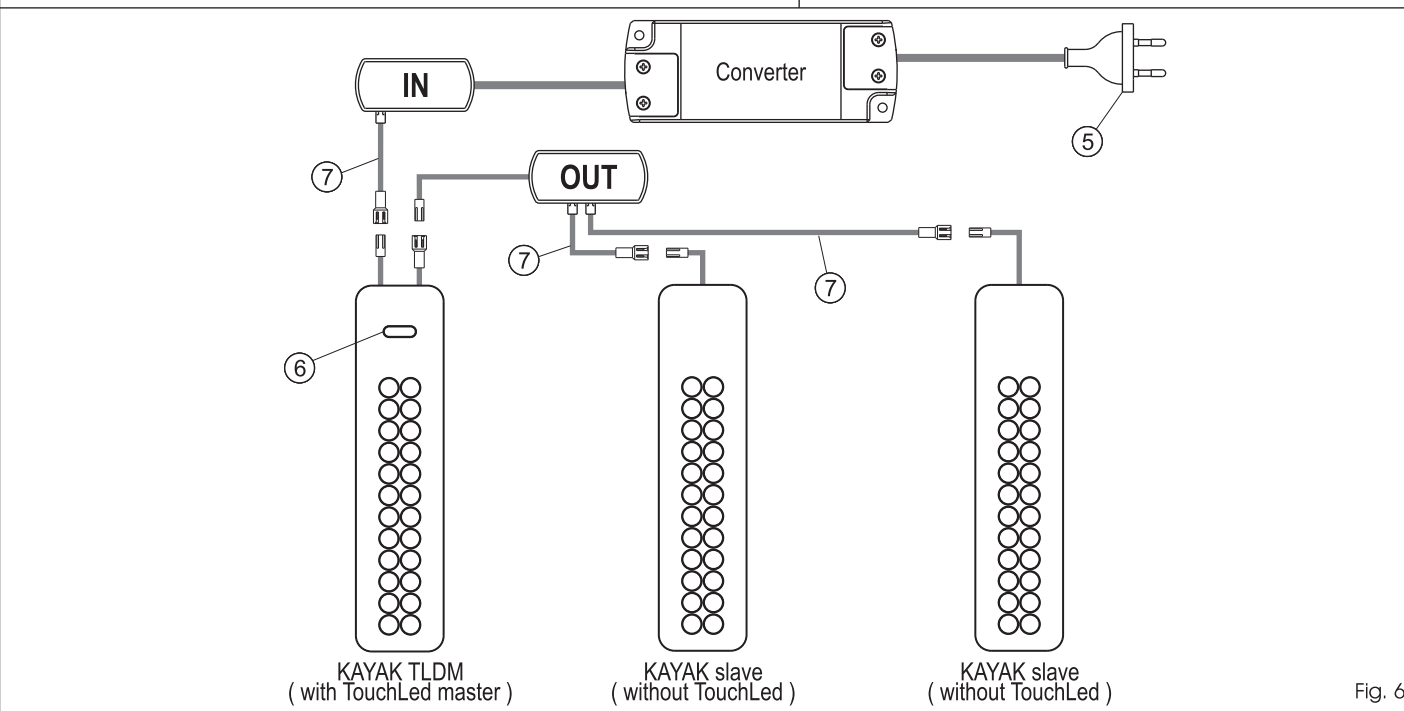 Converter
IN
5
7
OUT
7
7
6
KAYAK TLDM
( with TouchLed master )
KAYAK slave
( without TouchLed )
KAYAK slave
( without TouchLed )
Fig. 6